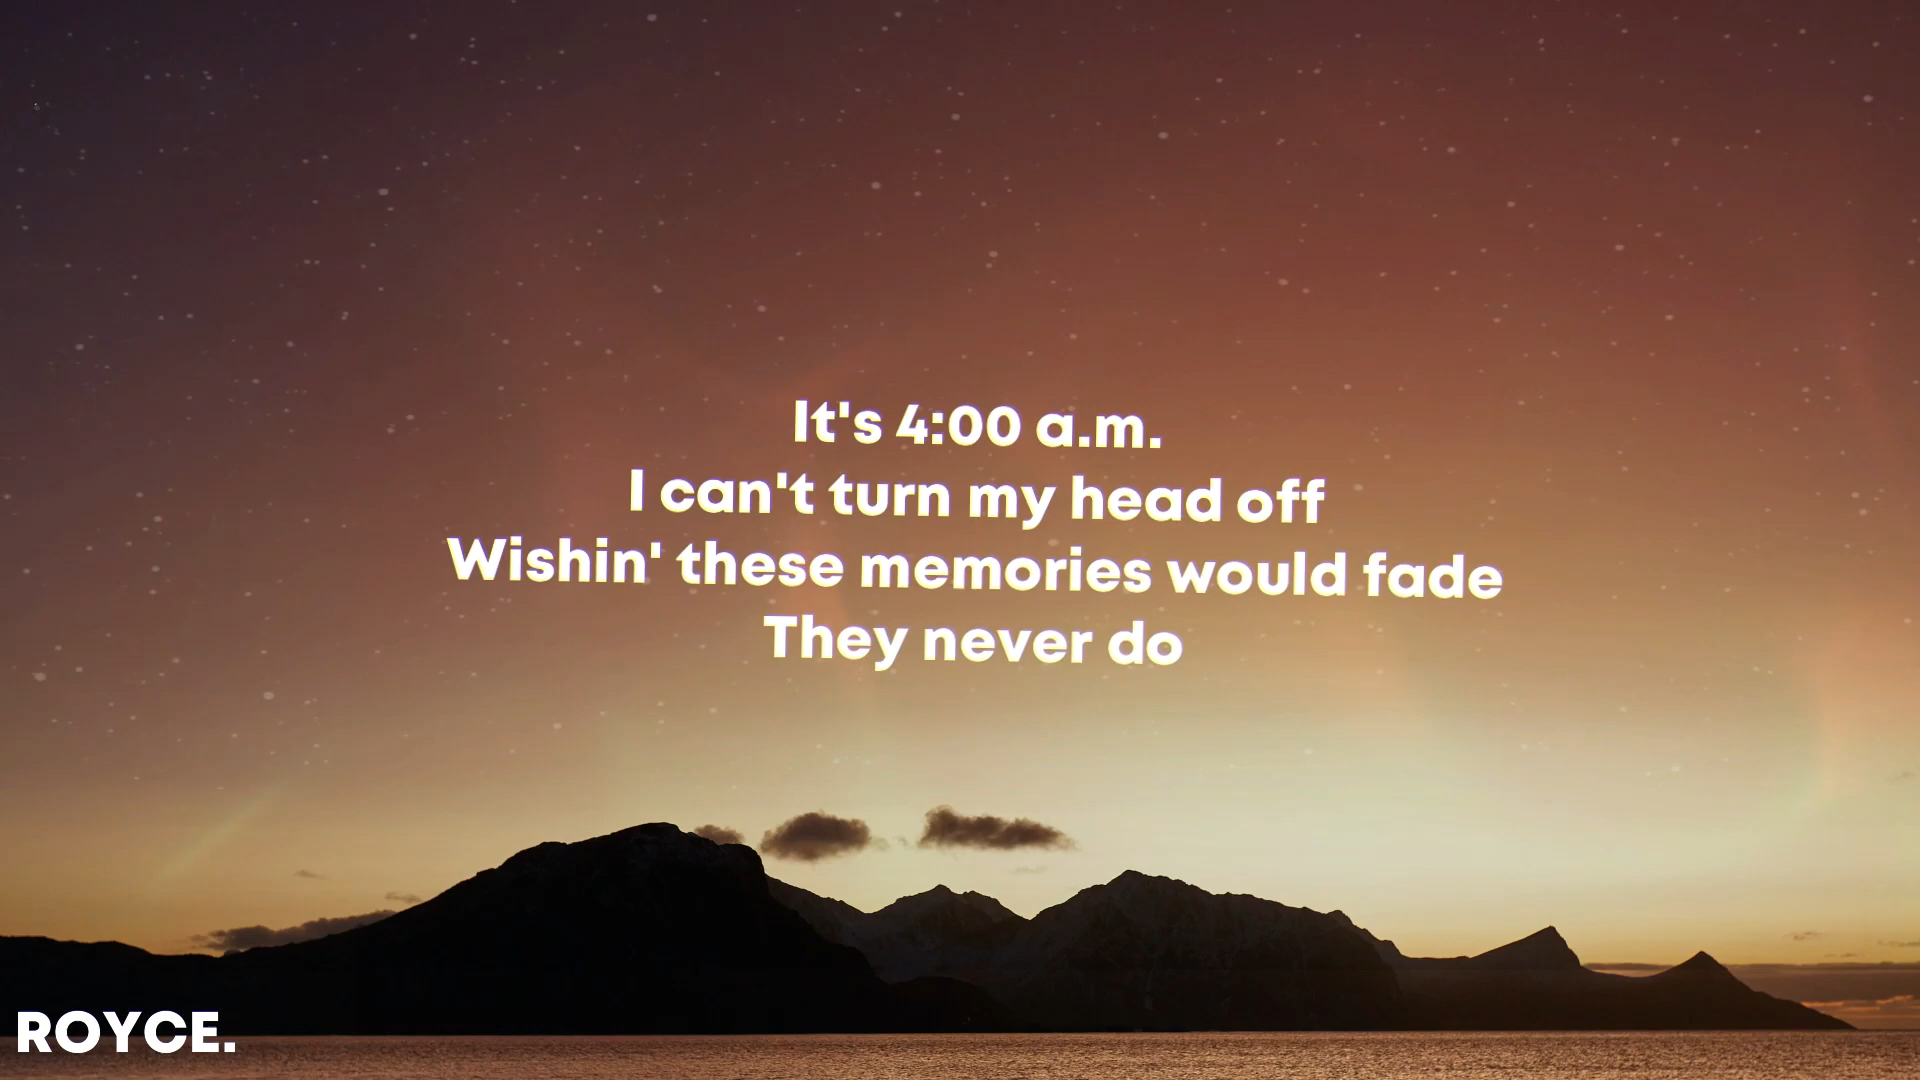 It's 4:00 a.m.
I can't turn my head off
Wishin' these memories would fade
They never do
ROYCE.